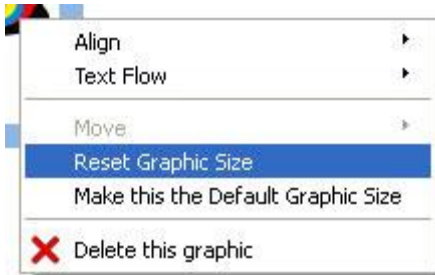 Align
Text Flow
Move
Reset Graphic Size
Make this the Default Graphic Size
Delete this graphic